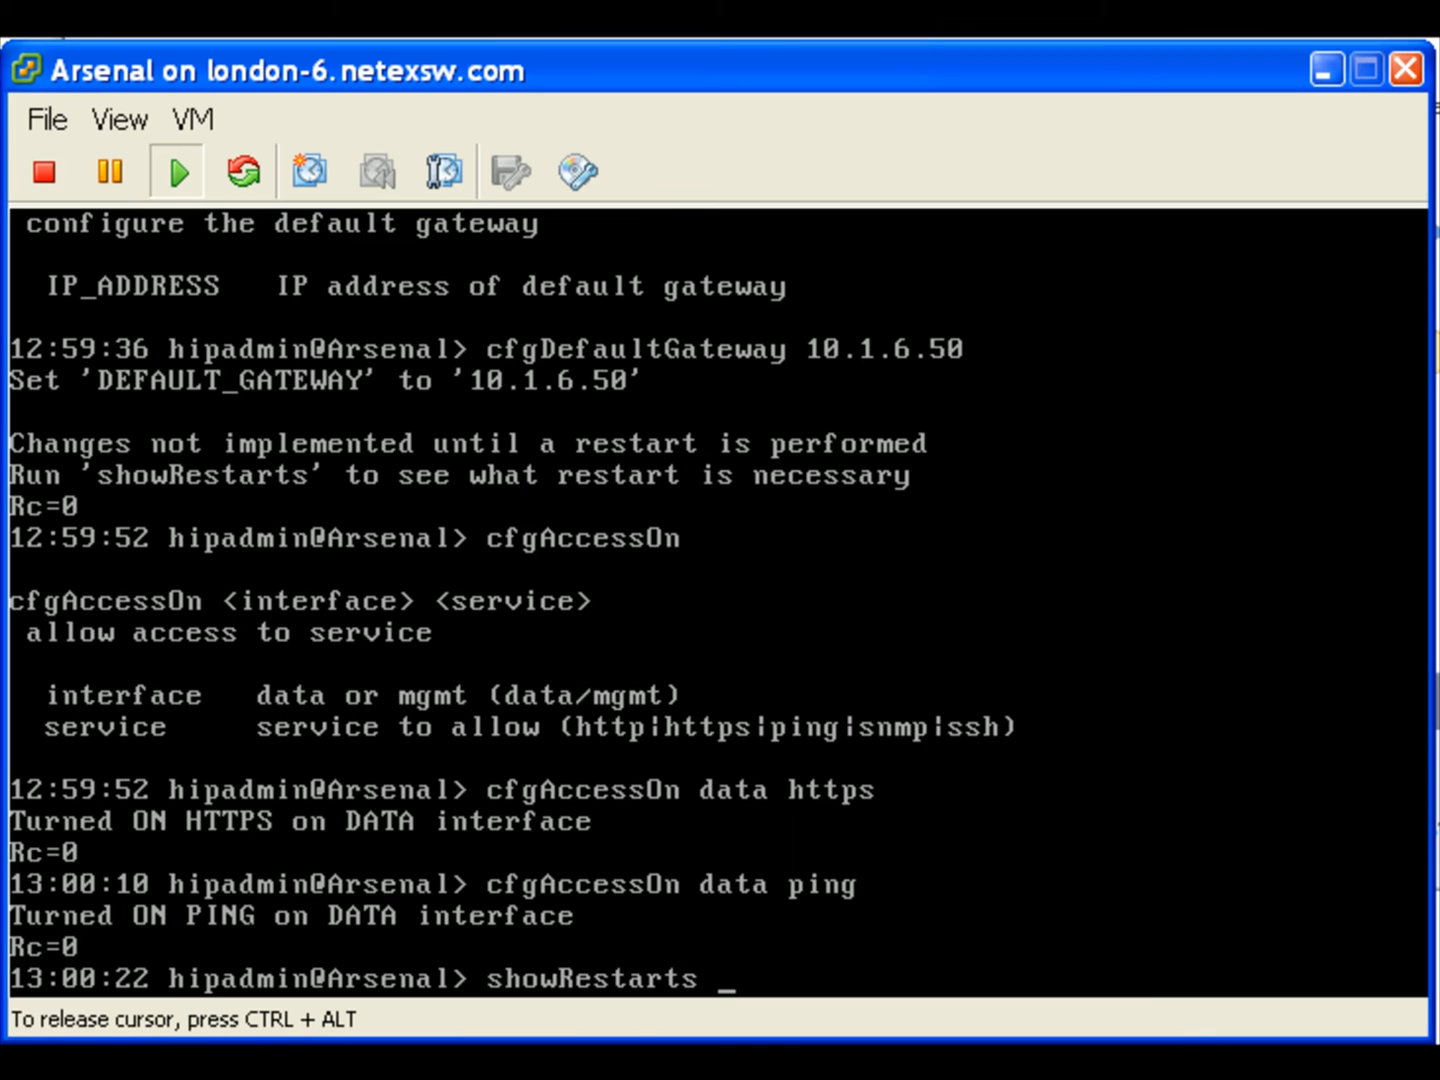 Arsenal on london-6.netexsw.com
File View VM
configure the default gateway
IP_ADDRESS IP address of default gateway
12:59:36 hipadmin@Arsenal> cfgDefaultGateway 10.1.6.50
Set 'DEFAULT_GATEWAY' to '10.1.6.50'
Changes not implemented until a restart is performed
Run 'showRestarts' to see what restart is necessary
Rc=0
12:59:52 hipadmin@Arsenal> cfgAccessOn
cfgAccessOn <interface> <service>
allow access to service
interface data or mgmt (data/mgmt)
service service to allow (http|https|ping|snmp|ssh)
12:59:52 hipadmin@Arsenal> cfgAccessOn data https
Turned ON HTTPS on DATA interface
Rc=0
13:00:10 hipadmin@Arsenal> cfgAccessOn data ping
Turned ON PING on DATA interface
Rc=0
13:00:22 hipadmin@Arsenal> showRestarts _
To release cursor, press CTRL + ALT